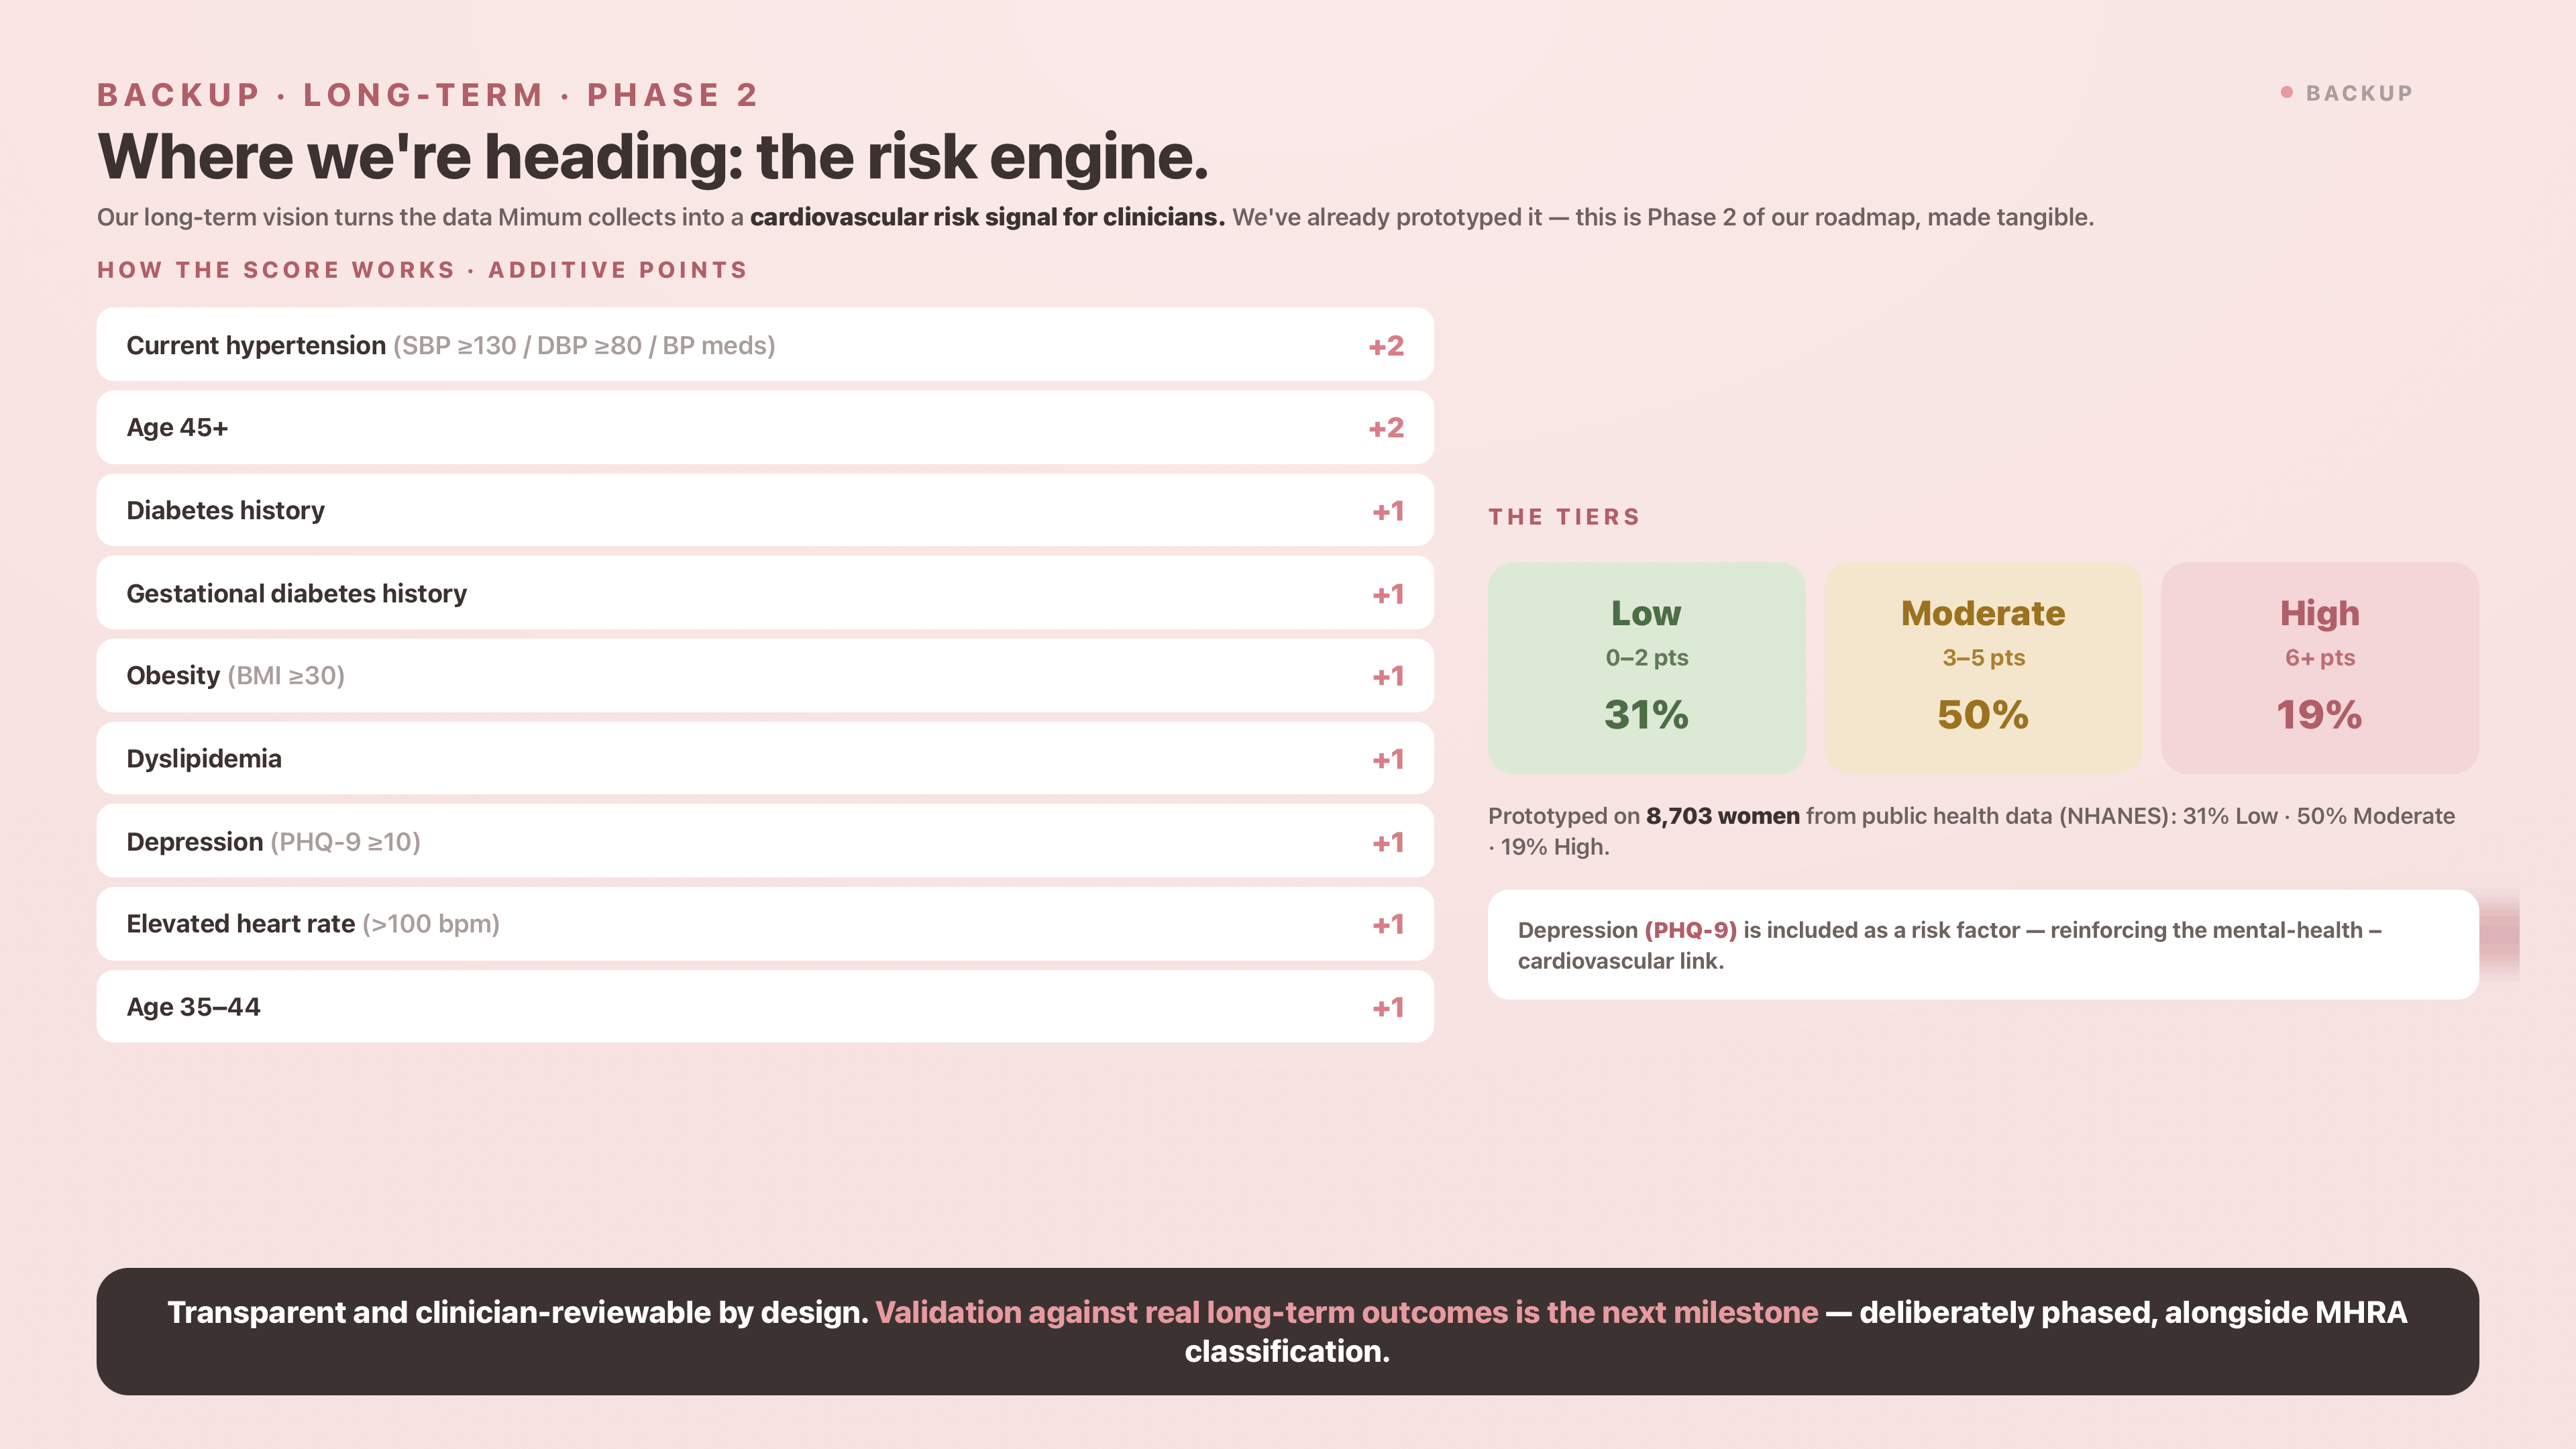 BACKUP · LONG-TERM · PHASE 2
BACKUP
Where we're heading: the risk engine.
Our long-term vision turns the data Mimum collects into a cardiovascular risk signal for clinicians. We've already prototyped it — this is Phase 2 of our roadmap, made tangible.
HOW THE SCORE WORKS · ADDITIVE POINTS
Current hypertension (SBP ≥130 / DBP ≥80 / BP meds) +2
Age 45+ +2
Diabetes history +1
Gestational diabetes history +1
Obesity (BMI ≥30) +1
Dyslipidemia +1
Depression (PHQ-9 ≥10) +1
Elevated heart rate (>100 bpm) +1
Age 35–44 +1
THE TIERS
Low
0–2 pts
31%
Moderate
3–5 pts
50%
High
6+ pts
19%
Prototyped on 8,703 women from public health data (NHANES): 31% Low · 50% Moderate
· 19% High.
Depression (PHQ-9) is included as a risk factor — reinforcing the mental-health –
cardiovascular link.
Transparent and clinician-reviewable by design. Validation against real long-term outcomes is the next milestone — deliberately phased, alongside MHRA
classification.